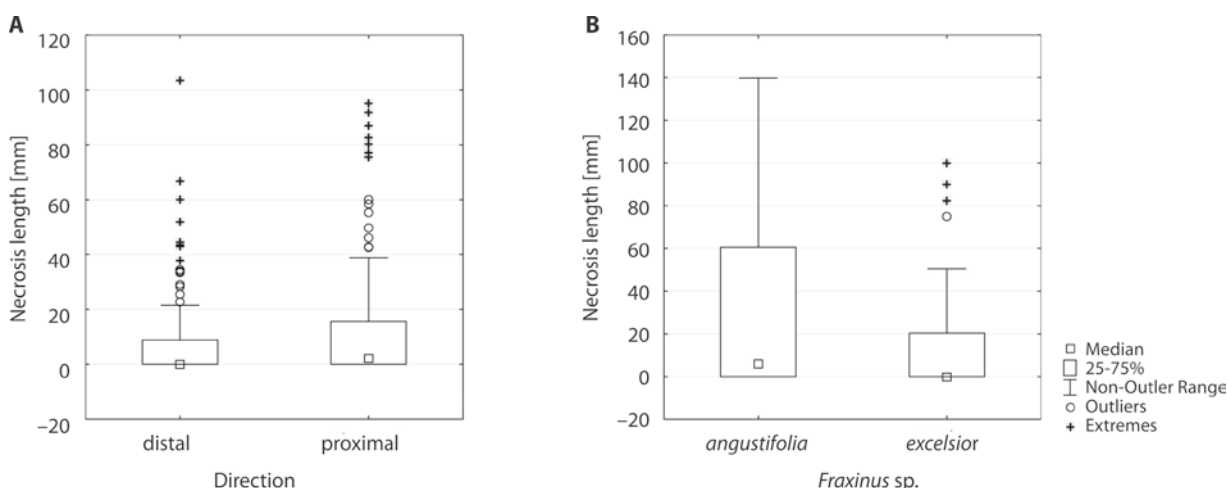 A
120
100
80
60
40
20
0
−20
Necrosis length [mm]
distal proximal
Direction
B
160
140
120
100
80
60
40
20
0
−20
Necrosis length [mm]
angustifolia excelsior
Fraxinus sp.
Median
25-75%
Non-Outler Range
Outliers
Extremes